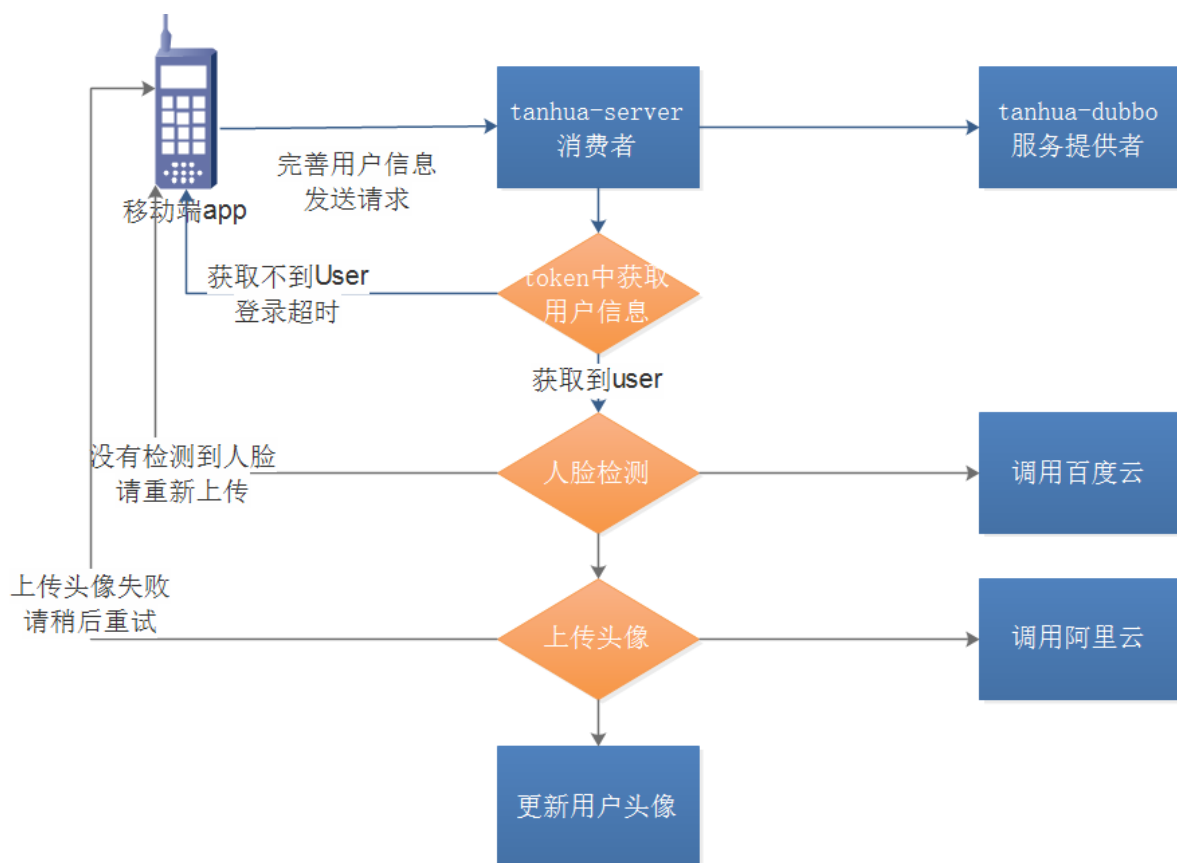 tanhua-server
消费者
tanhua-dubbo
服务提供者
完善用户信息
发送请求
移动端app
token中获取
用户信息
获取不到User
登录超时
获取到user
没有检测到人脸
请重新上传
人脸检测
调用百度云
上传头像失败
请稍后重试
上传头像
调用阿里云
更新用户头像